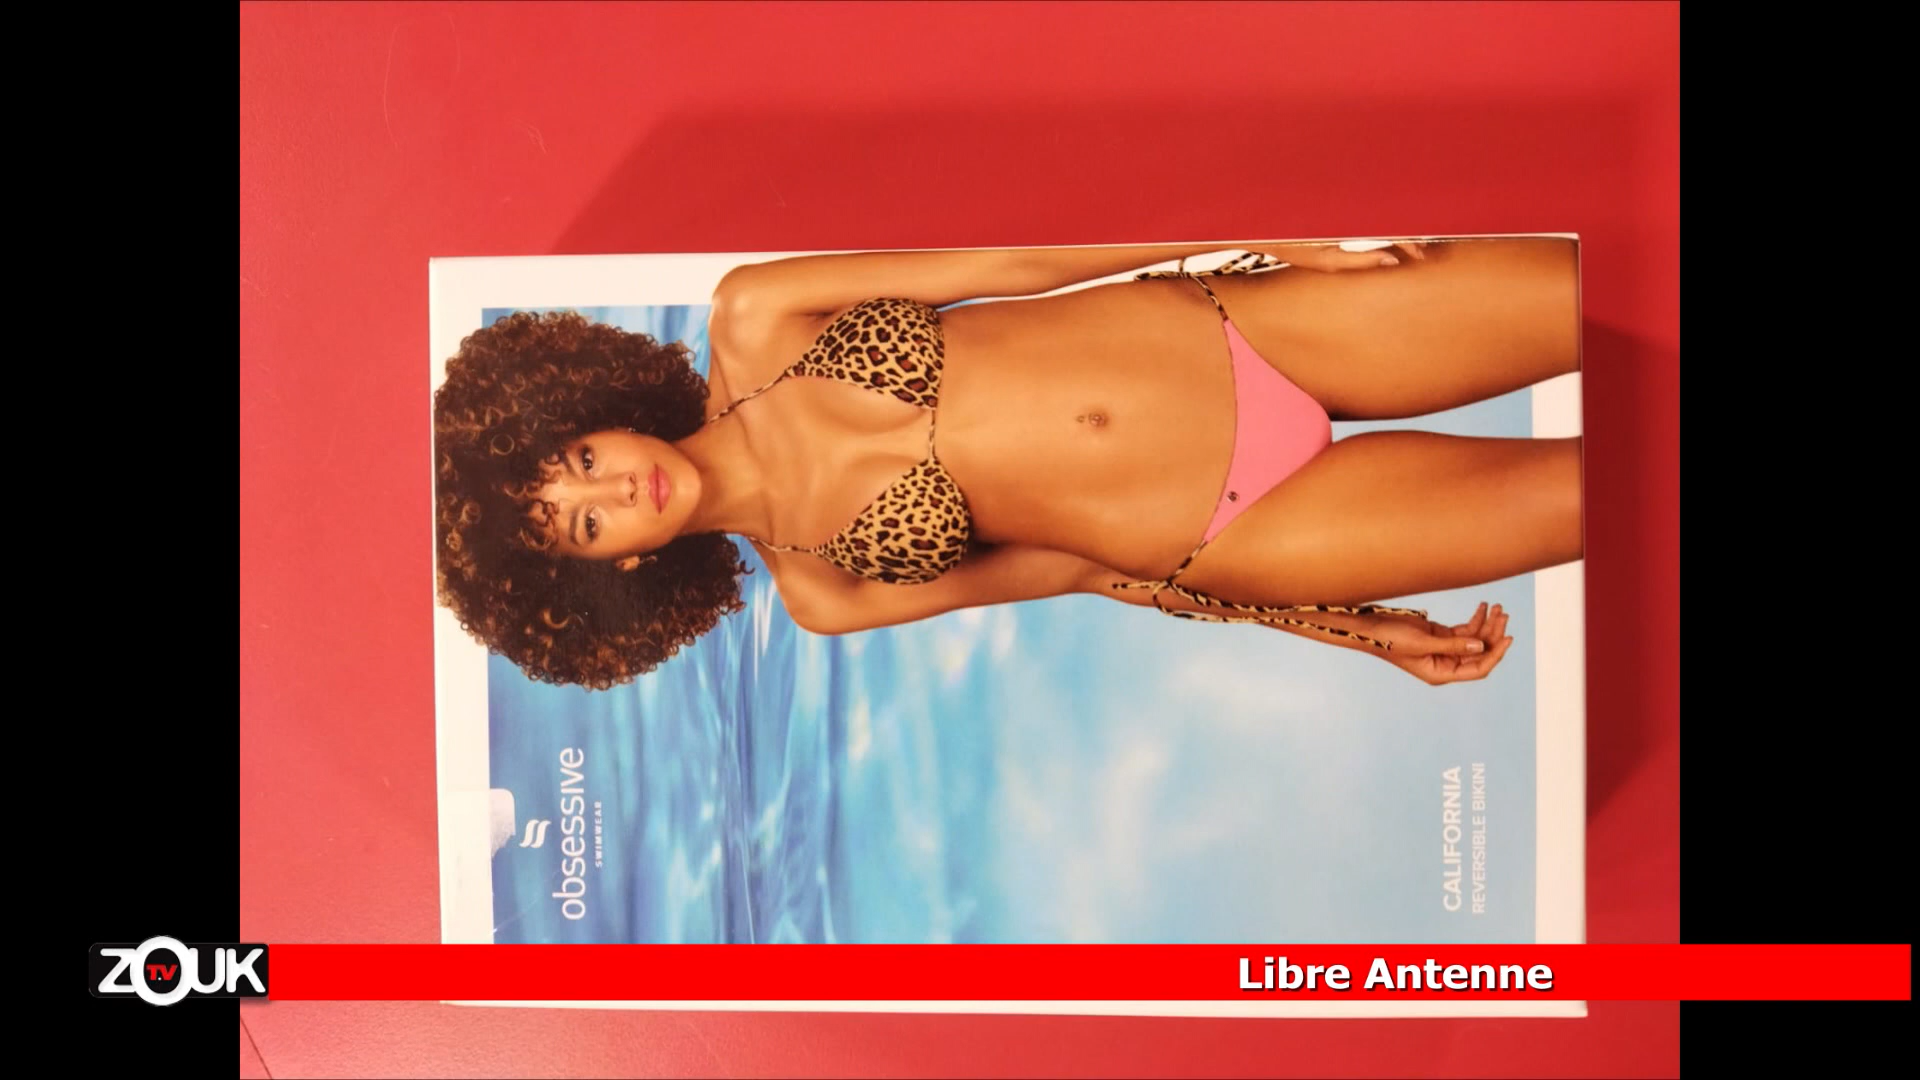 obsessive
SWIMWEAR
CALIFORNIA
REVERSIBLE BIKINI
ZOUK
TV
Libre Antenne